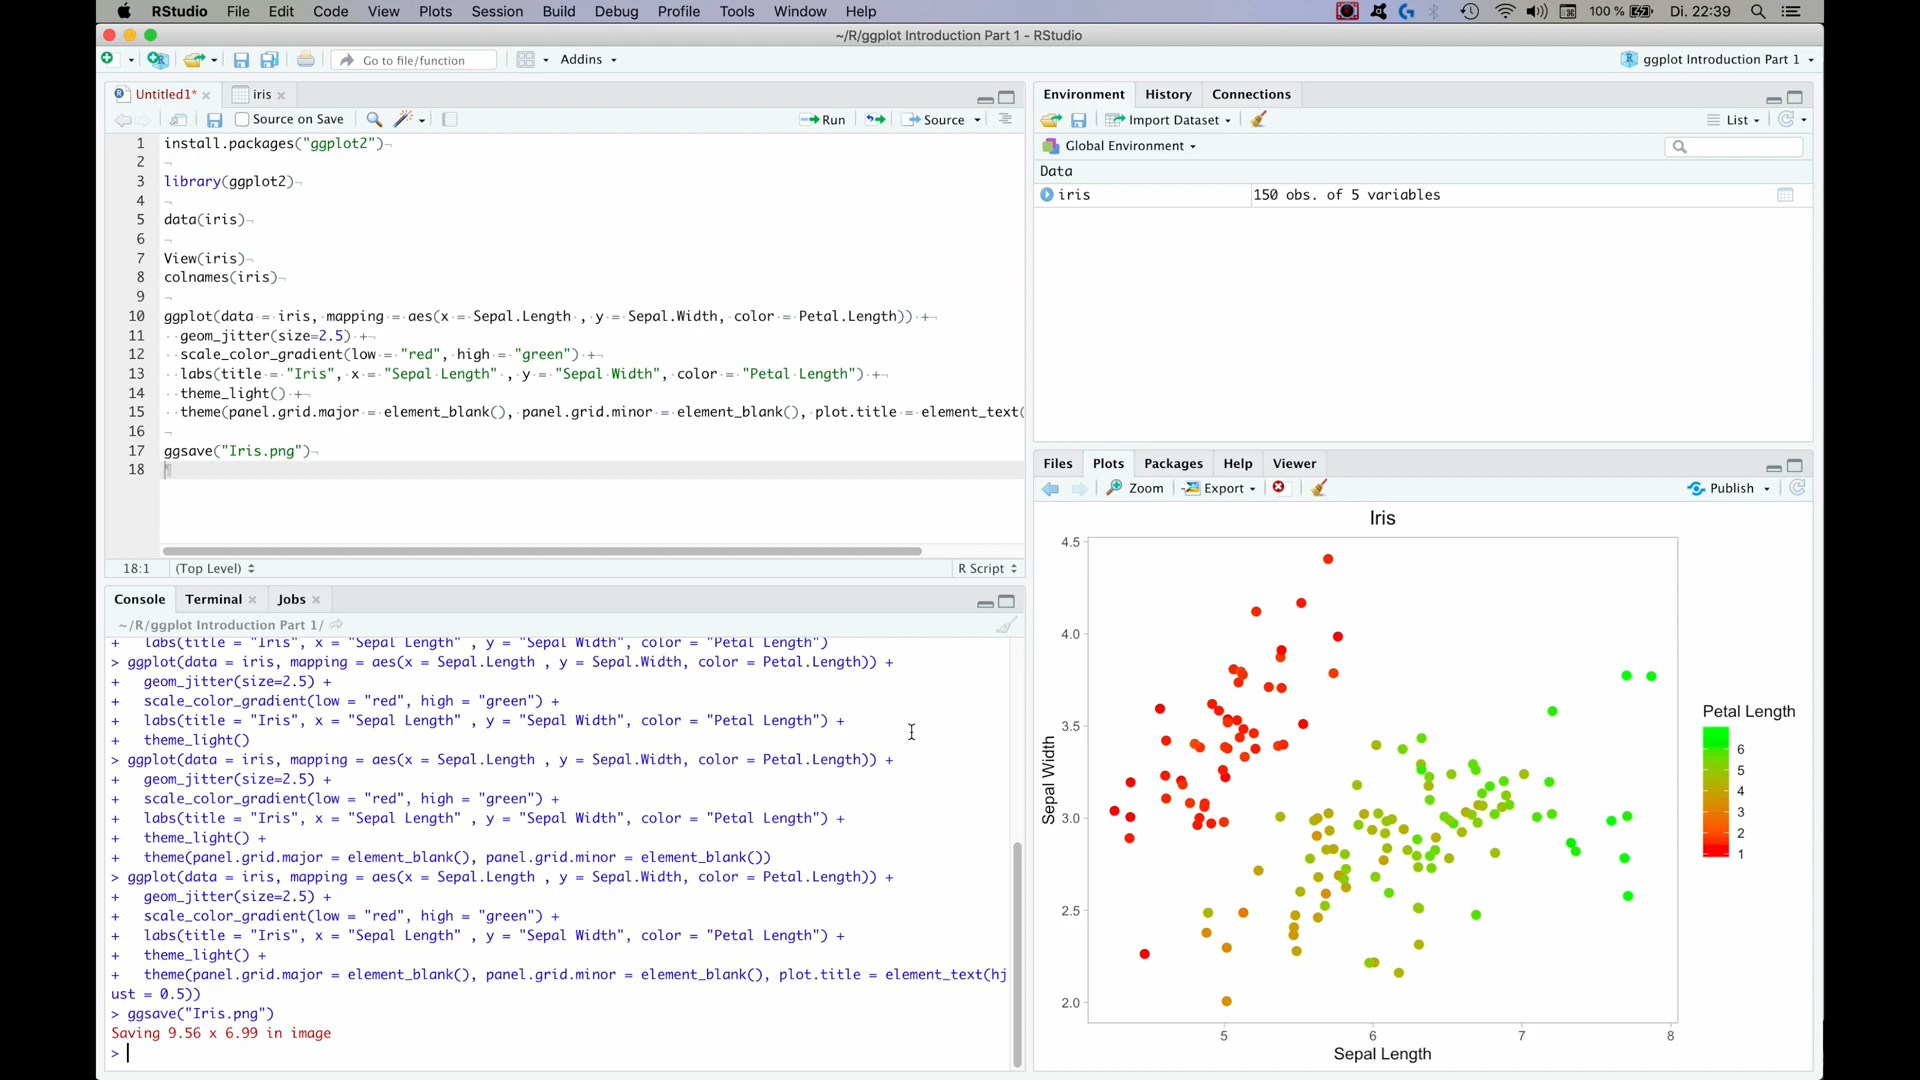 RStudio File Edit Code View Plots Session Build Debug Profile Tools Window Help 100 % Di. 22:39
~/R/ggplot Introduction Part 1 - RStudio
Go to file/function Addins ggplot Introduction Part 1
Untitled1* iris
Source on Save Run Source
1 install.packages("ggplot2")
2
3 library(ggplot2)
4
5 data(iris)
6
7 View(iris)
8 colnames(iris)
9
10 ggplot(data = iris, mapping = aes(x = Sepal.Length , y = Sepal.Width, color = Petal.Length)) +
11 geom_jitter(size=2.5) +
12 scale_color_gradient(low = "red", high = "green") +
13 labs(title = "Iris", x = "Sepal Length" , y = "Sepal Width", color = "Petal Length") +
14 theme_light() +
15 theme(panel.grid.major = element_blank(), panel.grid.minor = element_blank(), plot.title = element_text(
16
17 ggsave("Iris.png")
18
18:1 (Top Level) R Script
Console Terminal Jobs
~/R/ggplot Introduction Part 1/
+ labs(title = "Iris", x = "Sepal Length" , y = "Sepal Width", color = "Petal Length")
> ggplot(data = iris, mapping = aes(x = Sepal.Length , y = Sepal.Width, color = Petal.Length)) +
+ geom_jitter(size=2.5) +
+ scale_color_gradient(low = "red", high = "green") +
+ labs(title = "Iris", x = "Sepal Length" , y = "Sepal Width", color = "Petal Length") +
+ theme_light()
> ggplot(data = iris, mapping = aes(x = Sepal.Length , y = Sepal.Width, color = Petal.Length)) +
+ geom_jitter(size=2.5) +
+ scale_color_gradient(low = "red", high = "green") +
+ labs(title = "Iris", x = "Sepal Length" , y = "Sepal Width", color = "Petal Length") +
+ theme_light() +
+ theme(panel.grid.major = element_blank(), panel.grid.minor = element_blank())
> ggplot(data = iris, mapping = aes(x = Sepal.Length , y = Sepal.Width, color = Petal.Length)) +
+ geom_jitter(size=2.5) +
+ scale_color_gradient(low = "red", high = "green") +
+ labs(title = "Iris", x = "Sepal Length" , y = "Sepal Width", color = "Petal Length") +
+ theme_light() +
+ theme(panel.grid.major = element_blank(), panel.grid.minor = element_blank(), plot.title = element_text(hj
ust = 0.5))
> ggsave("Iris.png")
Saving 9.56 x 6.99 in image
>
Environment History Connections
Import Dataset List
Global Environment
Data
iris 150 obs. of 5 variables
Files Plots Packages Help Viewer
Zoom Export Publish
Iris
4.5
4.0
3.5
3.0
2.5
2.0
Sepal Width
5 6 7 8
Sepal Length
Petal Length
6
5
4
3
2
1